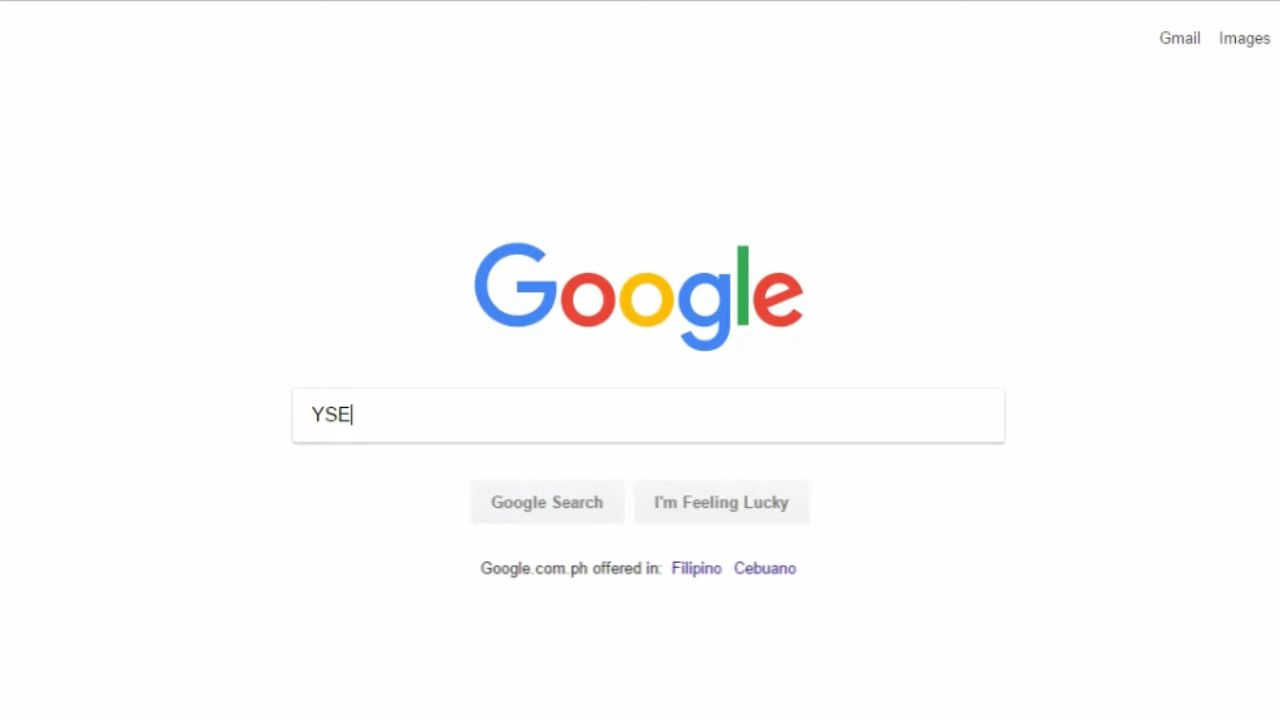 Gmail Images
Google
YSE
Google Search I'm Feeling Lucky
Google.com.ph offered in: Filipino Cebuano